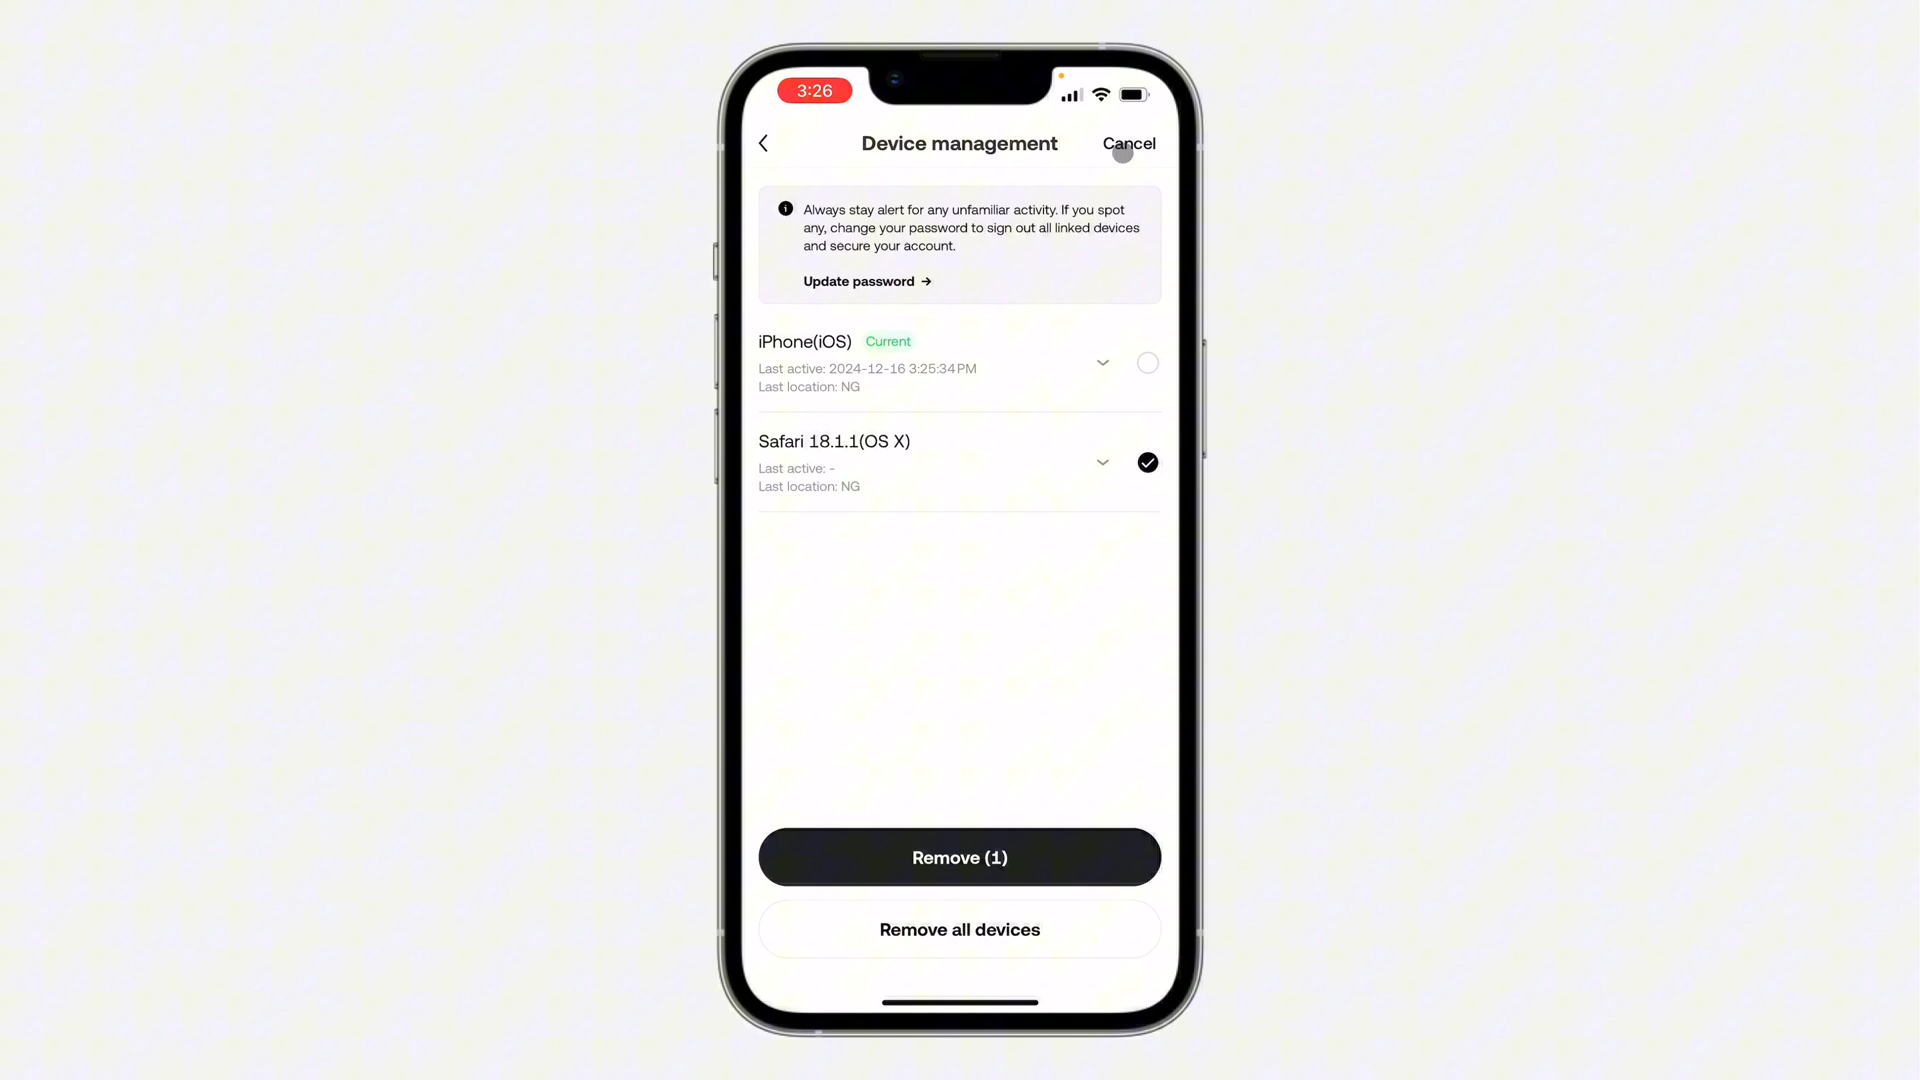 3:26
Device management
Cancel
Always stay alert for any unfamiliar activity. If you spot
any, change your password to sign out all linked devices
and secure your account.
Update password →
iPhone(iOS) Current
Last active: 2024-12-16 3:25:34 PM
Last location: NG
Safari 18.1.1(OS X)
Last active: -
Last location: NG
Remove (1)
Remove all devices